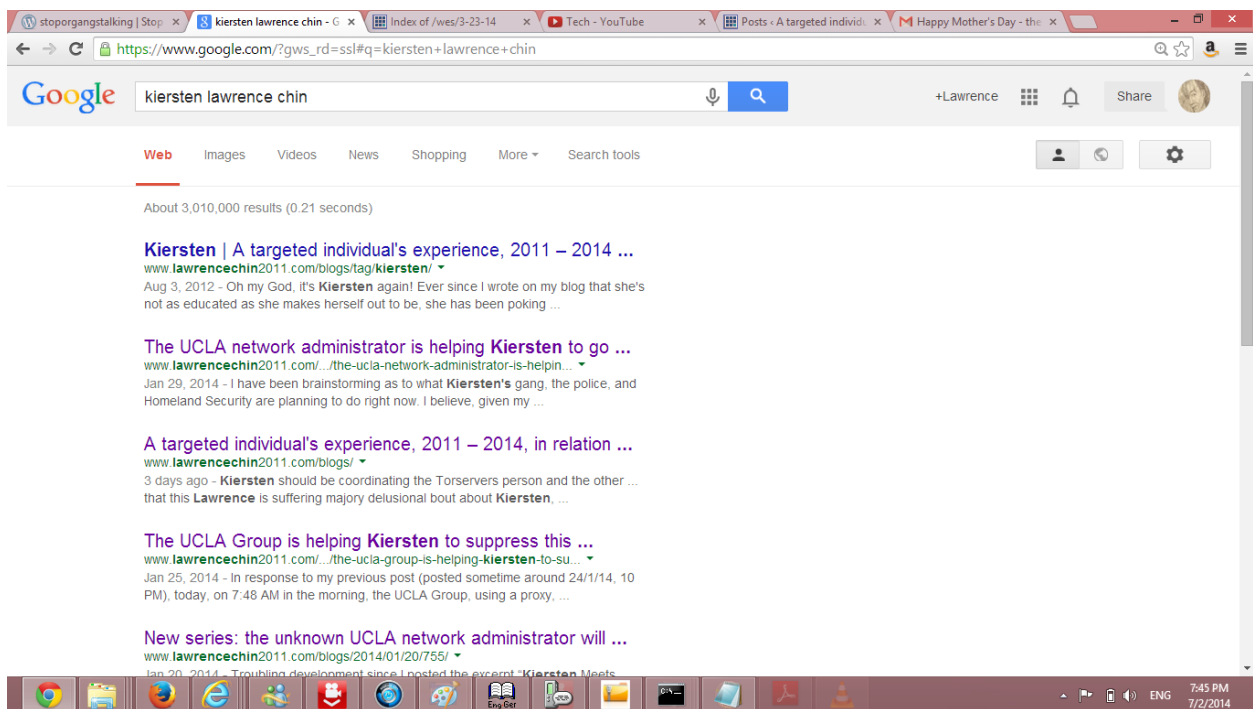 stoporgangstalking | Stop
kiersten lawrence chin - G
Index of /wes/3-23-14
Tech - YouTube
Posts ‹ A targeted individu
Happy Mother's Day - the
https://www.google.com/?gws_rd=ssl#q=kiersten+lawrence+chin
Google
kiersten lawrence chin
+Lawrence
Share
Web Images Videos News Shopping More Search tools
About 3,010,000 results (0.21 seconds)
Kiersten | A targeted individual's experience, 2011 – 2014 ...
www.lawrencechin2011.com/blogs/tag/kiersten/
Aug 3, 2012 - Oh my God, it's Kiersten again! Ever since I wrote on my blog that she's
not as educated as she makes herself out to be, she has been poking ...
The UCLA network administrator is helping Kiersten to go ...
www.lawrencechin2011.com/.../the-ucla-network-administrator-is-helpin...
Jan 29, 2014 - I have been brainstorming as to what Kiersten's gang, the police, and
Homeland Security are planning to do right now. I believe, given my ...
A targeted individual's experience, 2011 – 2014, in relation ...
www.lawrencechin2011.com/blogs/
3 days ago - Kiersten should be coordinating the Torservers person and the other ...
that this Lawrence is suffering majory delusional bout about Kiersten, ...
The UCLA Group is helping Kiersten to suppress this ...
www.lawrencechin2011.com/.../the-ucla-group-is-helping-kiersten-to-su...
Jan 25, 2014 - In response to my previous post (posted sometime around 24/1/14, 10
PM), today, on 7:48 AM in the morning, the UCLA Group, using a proxy, ...
New series: the unknown UCLA network administrator will ...
www.lawrencechin2011.com/blogs/2014/01/20/755/
Jan 20, 2014 - Troubling development since I posted the excerpt "Kiersten Meets
Eng-Ger
C:\_
ENG
7:45 PM
7/2/2014